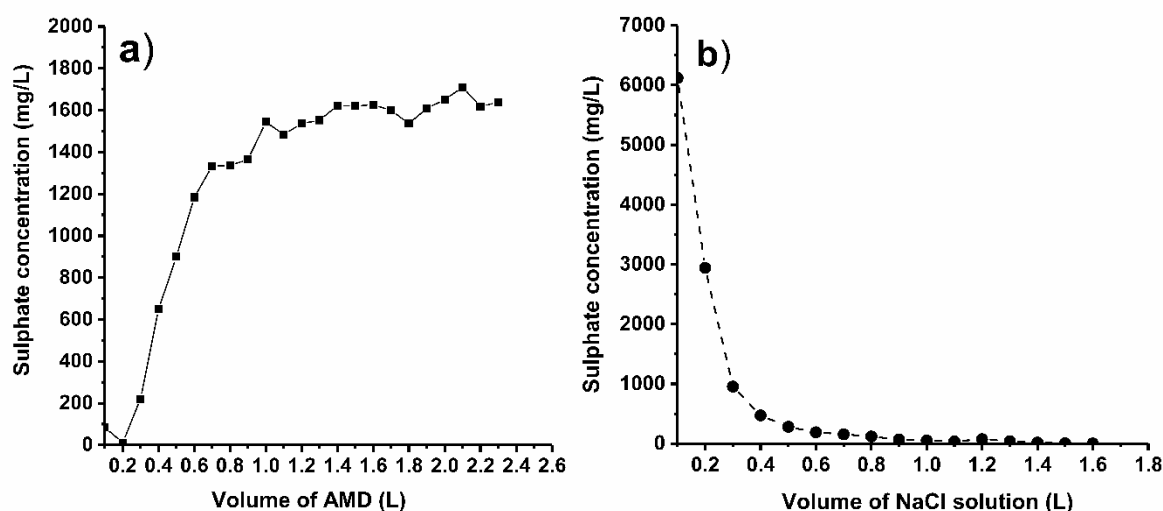 a)
Sulphate concentration (mg/L)
2000
1800
1600
1400
1200
1000
800
600
400
200
0
0.2 0.4 0.6 0.8 1.0 1.2 1.4 1.6 1.8 2.0 2.2 2.4 2.6
Volume of AMD (L)
b)
Sulphate concentration (mg/L)
7000
6000
5000
4000
3000
2000
1000
0
0.2 0.4 0.6 0.8 1.0 1.2 1.4 1.6 1.8
Volume of NaCl solution (L)